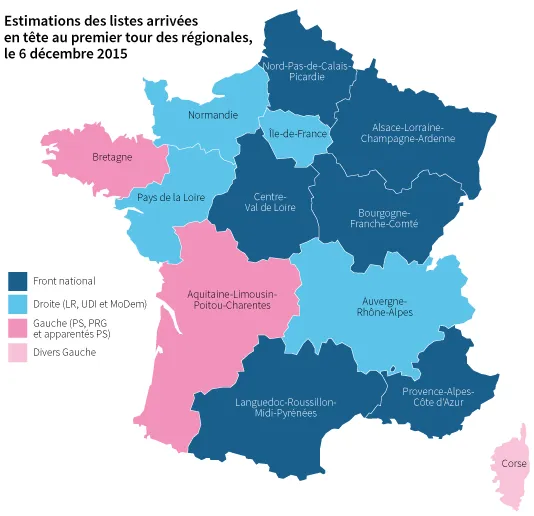 Estimations des listes arrivées
en tête au premier tour des régionales,
le 6 décembre 2015
Nord-Pas-de-Calais-
Picardie
Normandie
Île-de-France
Alsace-Lorraine-
Champagne-Ardenne
Bretagne
Pays de la Loire
Centre-
Val de Loire
Bourgogne-
Franche-Comté
Front national
Droite (LR, UDI et MoDem)
Gauche (PS, PRG
et apparentés PS)
Divers Gauche
Aquitaine-Limousin-
Poitou-Charentes
Auvergne-
Rhône-Alpes
Languedoc-Roussillon-
Midi-Pyrénées
Provence-Alpes-
Côte d'Azur
Corse